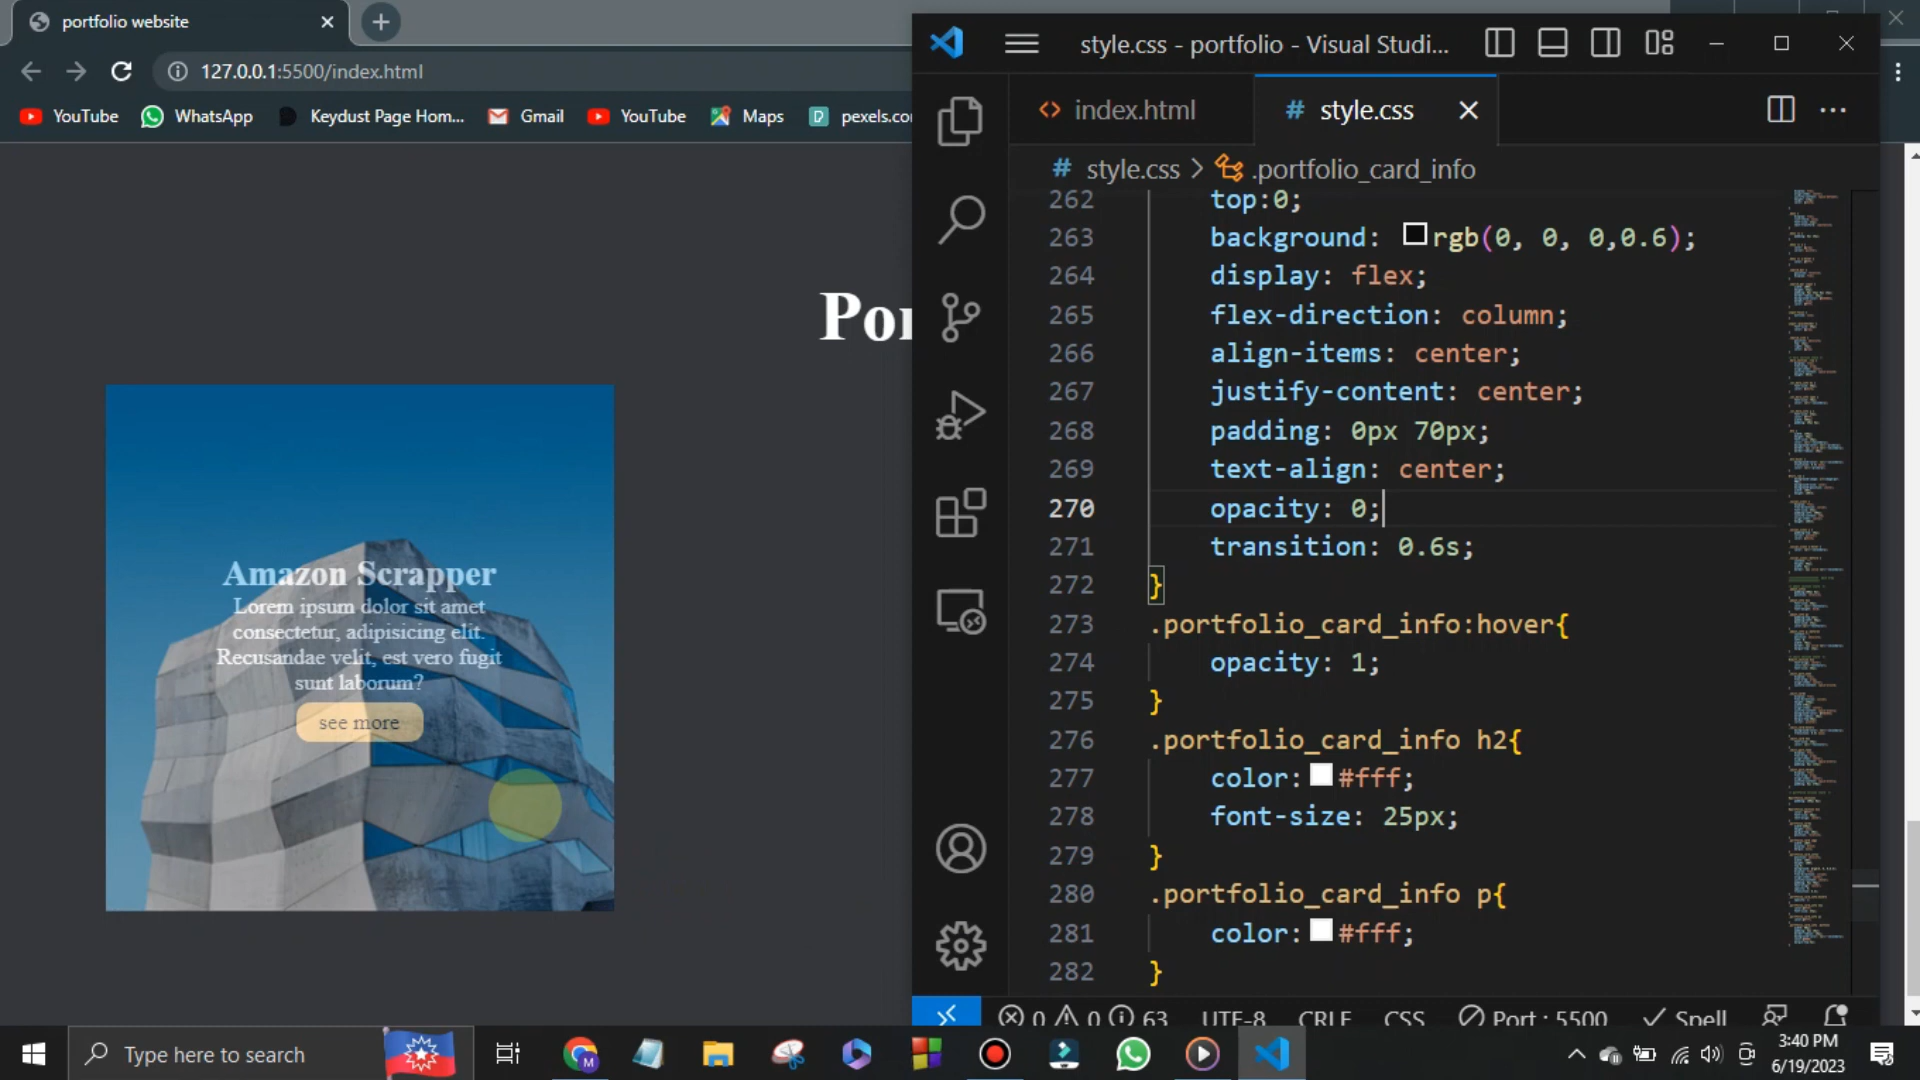 portfolio website
127.0.0.1:5500/index.html
YouTube WhatsApp Keydust Page Hom... Gmail YouTube Maps pexels.co
Por
Amazon Scrapper
Lorem ipsum dolor sit amet
consectetur, adipisicing elit.
Recusandae velit, est vero fugit
sunt laborum?
see more
style.css - portfolio - Visual Studi...
index.html # style.css
# style.css > .portfolio_card_info
262 top:0;
263 background: rgb(0, 0, 0,0.6);
264 display: flex;
265 flex-direction: column;
266 align-items: center;
267 justify-content: center;
268 padding: 0px 70px;
269 text-align: center;
270 opacity: 0;
271 transition: 0.6s;
272 }
273 .portfolio_card_info:hover{
274 opacity: 1;
275 }
276 .portfolio_card_info h2{
277 color: #fff;
278 font-size: 25px;
279 }
280 .portfolio_card_info p{
281 color: #fff;
282 }
0 0 63 UTF-8 CRLF CSS Port : 5500 Spell
Type here to search
3:40 PM
6/19/2023